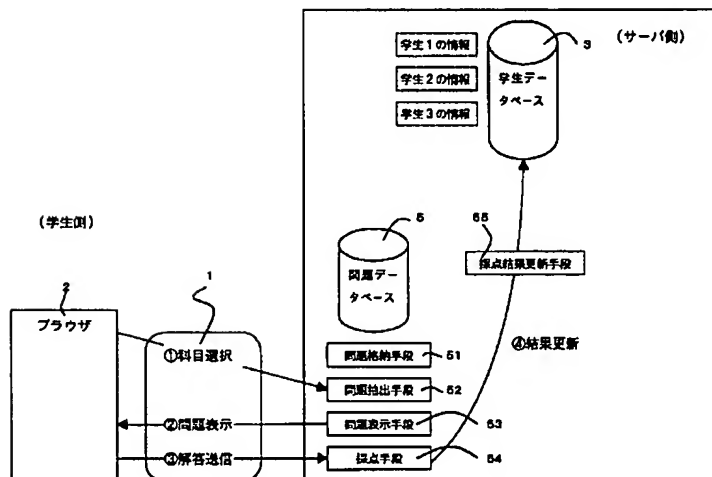 (サーバ側)
3
学生1の情報
学生2の情報
学生3の情報
学生デー
タベース
(学生側)
5
55
問題デー
タベース
採点結果更新手段
④結果更新
2
1
ブラウザ
①科目選択
問題格納手段
51
問題抽出手段
52
②問題表示
問題表示手段
53
③解答送信
採点手段
54